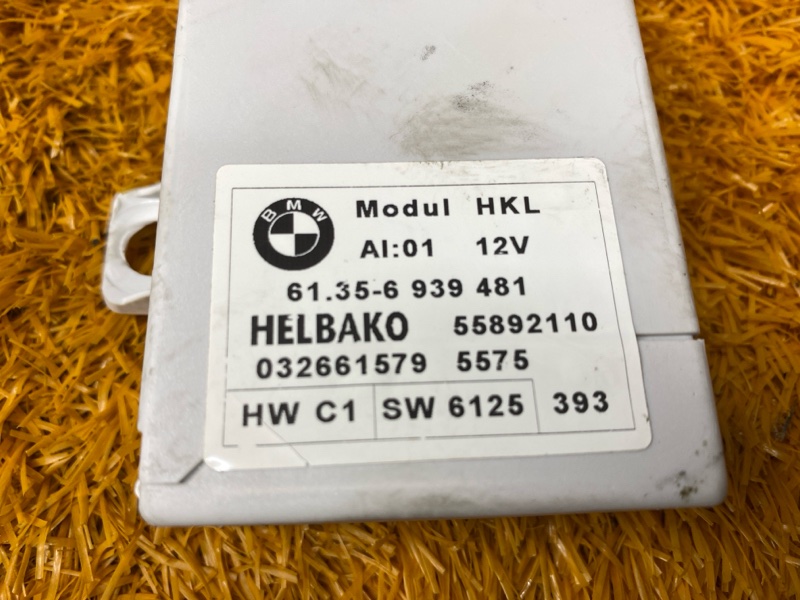 BMW
Modul HKL
AI:01 12V
61.35-6 939 481
HELBAKO 55892110
032661579 5575
HW C1 SW 6125 393